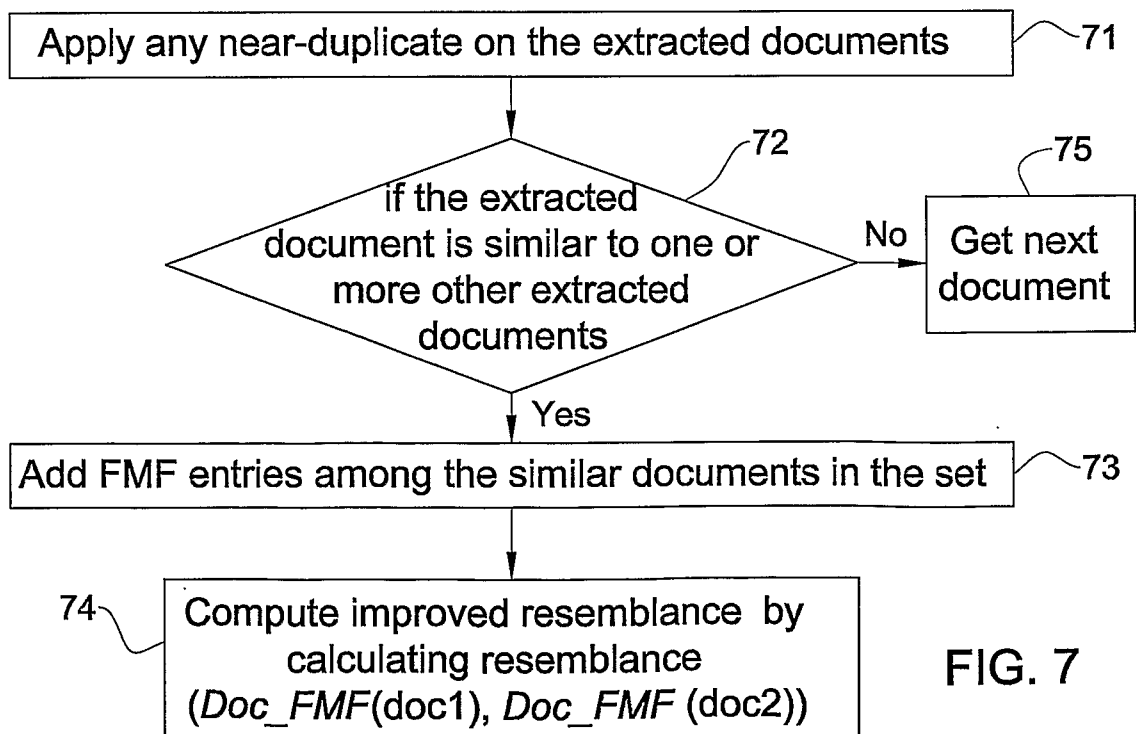 Apply any near-duplicate on the extracted documents
71
72
if the extracted
document is similar to one or
more other extracted
documents
No
75
Get next
document
Yes
Add FMF entries among the similar documents in the set
73
74
Compute improved resemblance by
calculating resemblance
(Doc_FMF(doc1), Doc_FMF (doc2))
FIG. 7